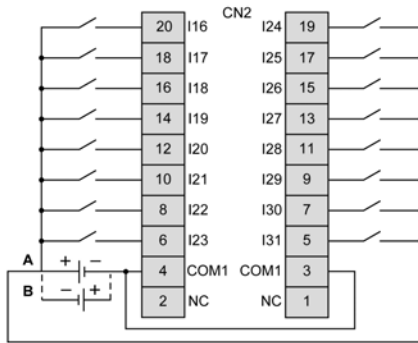 CN2
20 I16 I24 19
18 I17 I25 17
16 I18 I26 15
14 I19 I27 13
12 I20 I28 11
10 I21 I29 9
8 I22 I30 7
6 I23 I31 5
A + − 4 COM1 COM1 3
B − + 2 NC NC 1